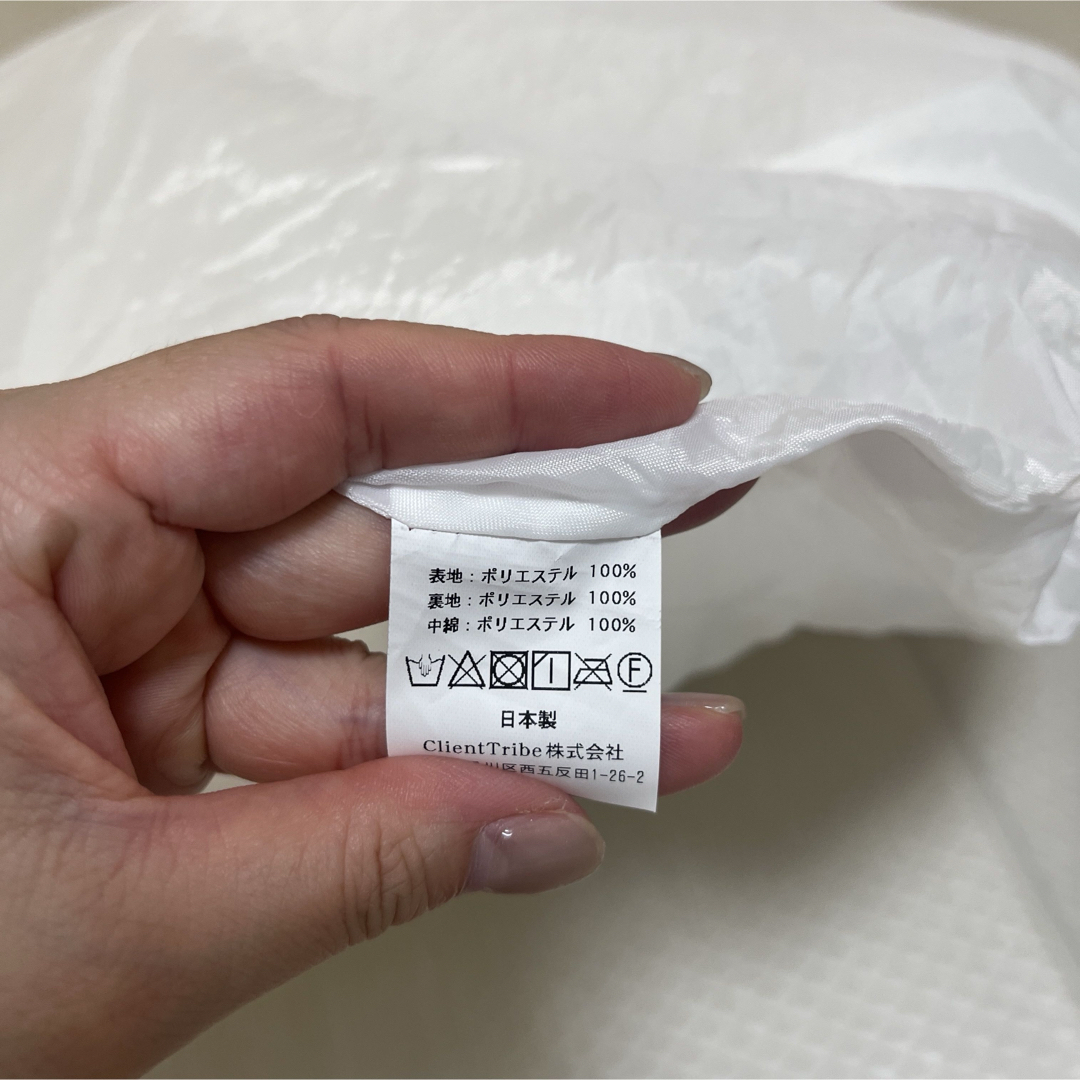 表地：ポリエステル 100%
裏地：ポリエステル 100%
中綿：ポリエステル 100%
F
日本製
ClientTribe株式会社
区西五反田1-26-2